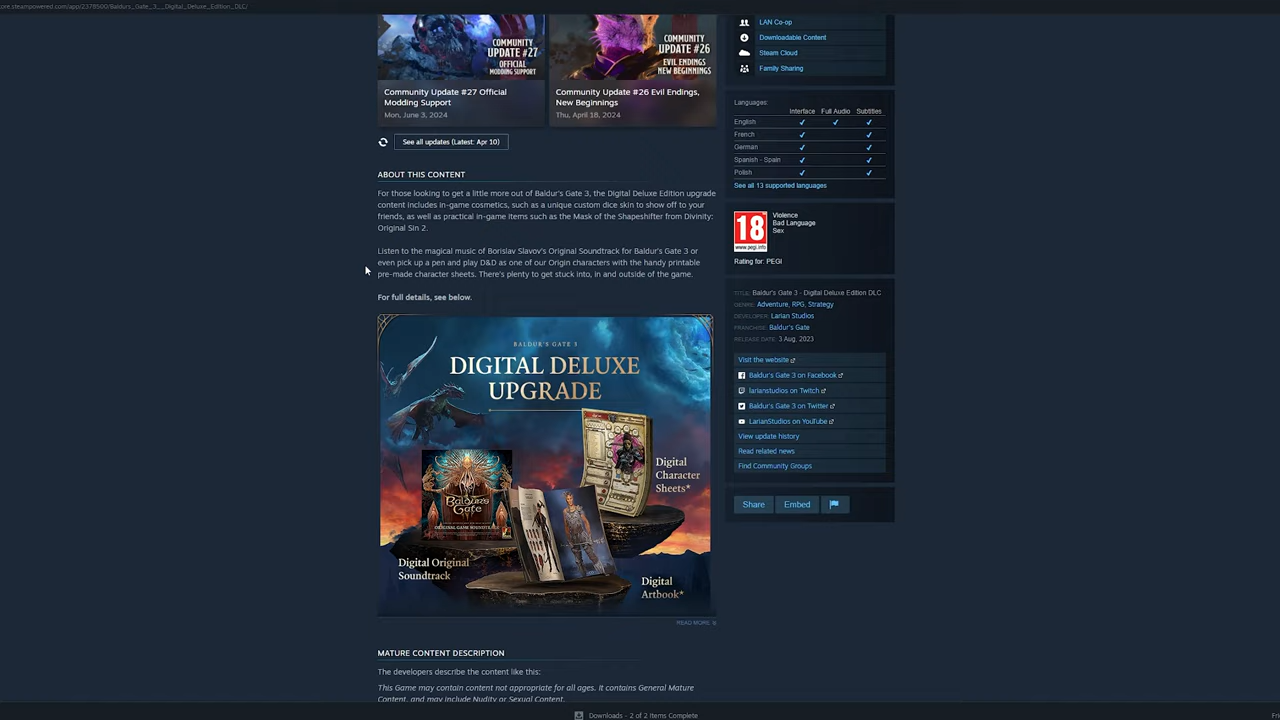 ore.steampowered.com/app/2378500/Baldurs_Gate_3__Digital_Deluxe_Edition_DLC/
COMMUNITY
UPDATE #27
OFFICIAL
MODDING SUPPORT
COMMUNITY
UPDATE #26
EVIL ENDINGS
NEW BEGINNINGS
Community Update #27 Official
Modding Support
Mon, June 3, 2024
Community Update #26 Evil Endings,
New Beginnings
Thu, April 18, 2024
See all updates (Latest: Apr 10)
ABOUT THIS CONTENT
For those looking to get a little more out of Baldur's Gate 3, the Digital Deluxe Edition upgrade
content includes in-game cosmetics, such as a unique custom dice skin to show off to your
friends, as well as practical in-game items such as the Mask of the Shapeshifter from Divinity:
Original Sin 2.
Listen to the magical music of Borislav Slavov's Original Soundtrack for Baldur's Gate 3 or
even pick up a pen and play D&D as one of our Origin characters with the handy printable
pre-made character sheets. There's plenty to get stuck into, in and outside of the game.
For full details, see below.
BALDUR'S GATE 3
DIGITAL DELUXE
UPGRADE
Digital
Character
Sheets*
Baldur's
Gate
ORIGINAL GAME SOUNDTRACK
Digital Original
Soundtrack
Digital
Artbook*
READ MORE
MATURE CONTENT DESCRIPTION
The developers describe the content like this:
This Game may contain content not appropriate for all ages. It contains General Mature
Content, and may include Nudity or Sexual Content.
LAN Co-op
Downloadable Content
Steam Cloud
Family Sharing
Languages:
Interface Full Audio Subtitles
English ✔ ✔ ✔
French ✔ ✔
German ✔ ✔
Spanish - Spain ✔ ✔
Polish ✔ ✔
See all 13 supported languages
18
www.pegi.info
Violence
Bad Language
Sex
Rating for: PEGI
TITLE: Baldur's Gate 3 - Digital Deluxe Edition DLC
GENRE: Adventure, RPG, Strategy
DEVELOPER: Larian Studios
FRANCHISE: Baldur's Gate
RELEASE DATE: 3 Aug, 2023
Visit the website
Baldur's Gate 3 on Facebook
larianstudios on Twitch
Baldur's Gate 3 on Twitter
LarianStudios on YouTube
View update history
Read related news
Find Community Groups
Share
Embed
Downloads - 2 of 2 Items Complete
Fri